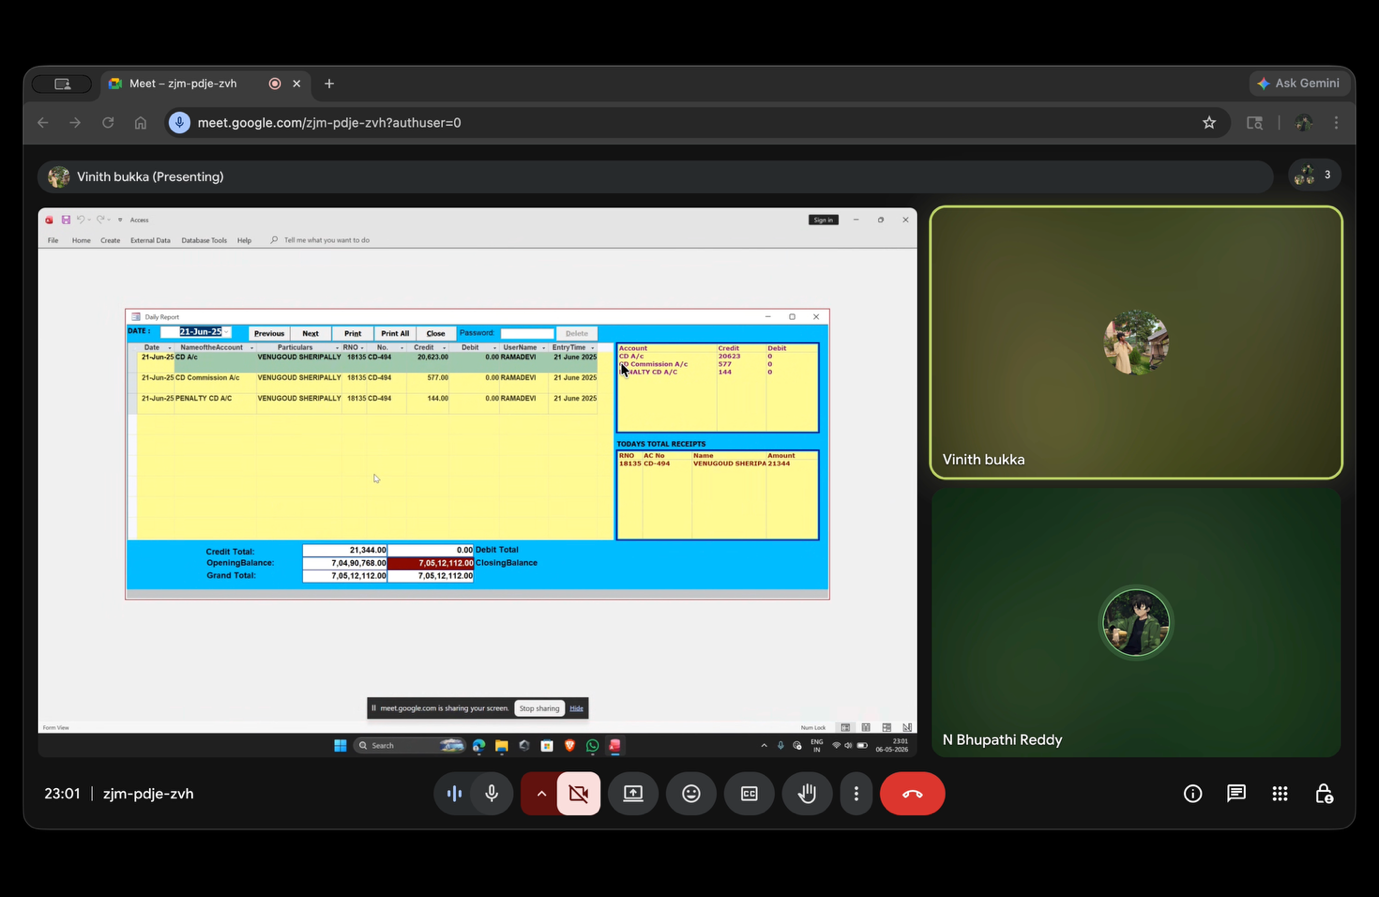 Meet – zjm-pdje-zvh
Ask Gemini
meet.google.com/zjm-pdje-zvh?authuser=0
Vinith bukka (Presenting)
3
Access
Sign in
File Home Create External Data Database Tools Help Tell me what you want to do
Daily Report
DATE : 21-Jun-25 Previous Next Print Print All Close Password: Delete
Date NameoftheAccount Particulars RNO No. Credit Debit UserName EntryTime
21-Jun-25 CD A/c VENUGOUD SHERIPALLY 18135 CD-494 20,623.00 0.00 RAMADEVI 21 June 2025
21-Jun-25 CD Commission A/c VENUGOUD SHERIPALLY 18135 CD-494 577.00 0.00 RAMADEVI 21 June 2025
21-Jun-25 PENALTY CD A/C VENUGOUD SHERIPALLY 18135 CD-494 144.00 0.00 RAMADEVI 21 June 2025
Account Credit Debit
CD A/c 20623 0
CD Commission A/c 577 0
NALTY CD A/C 144 0
TODAYS TOTAL RECEIPTS
RNO AC No Name Amount
18135 CD-494 VENUGOUD SHERIPA 21344
Credit Total: 21,344.00 0.00 Debit Total
OpeningBalance: 7,04,90,768.00 7,05,12,112.00 ClosingBalance
Grand Total: 7,05,12,112.00 7,05,12,112.00
meet.google.com is sharing your screen. Stop sharing Hide
Form View
Num Lock
Search
ENG
IN
23:01
06-05-2026
Vinith bukka
N Bhupathi Reddy
23:01 | zjm-pdje-zvh
CC